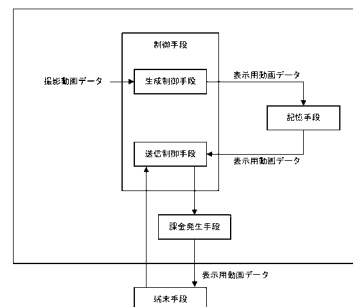 制御手段
撮影動画データ
生成制御手段
表示用動画データ
記憶手段
送信制御手段
表示用動画データ
課金発生手段
表示用動画データ
端末手段